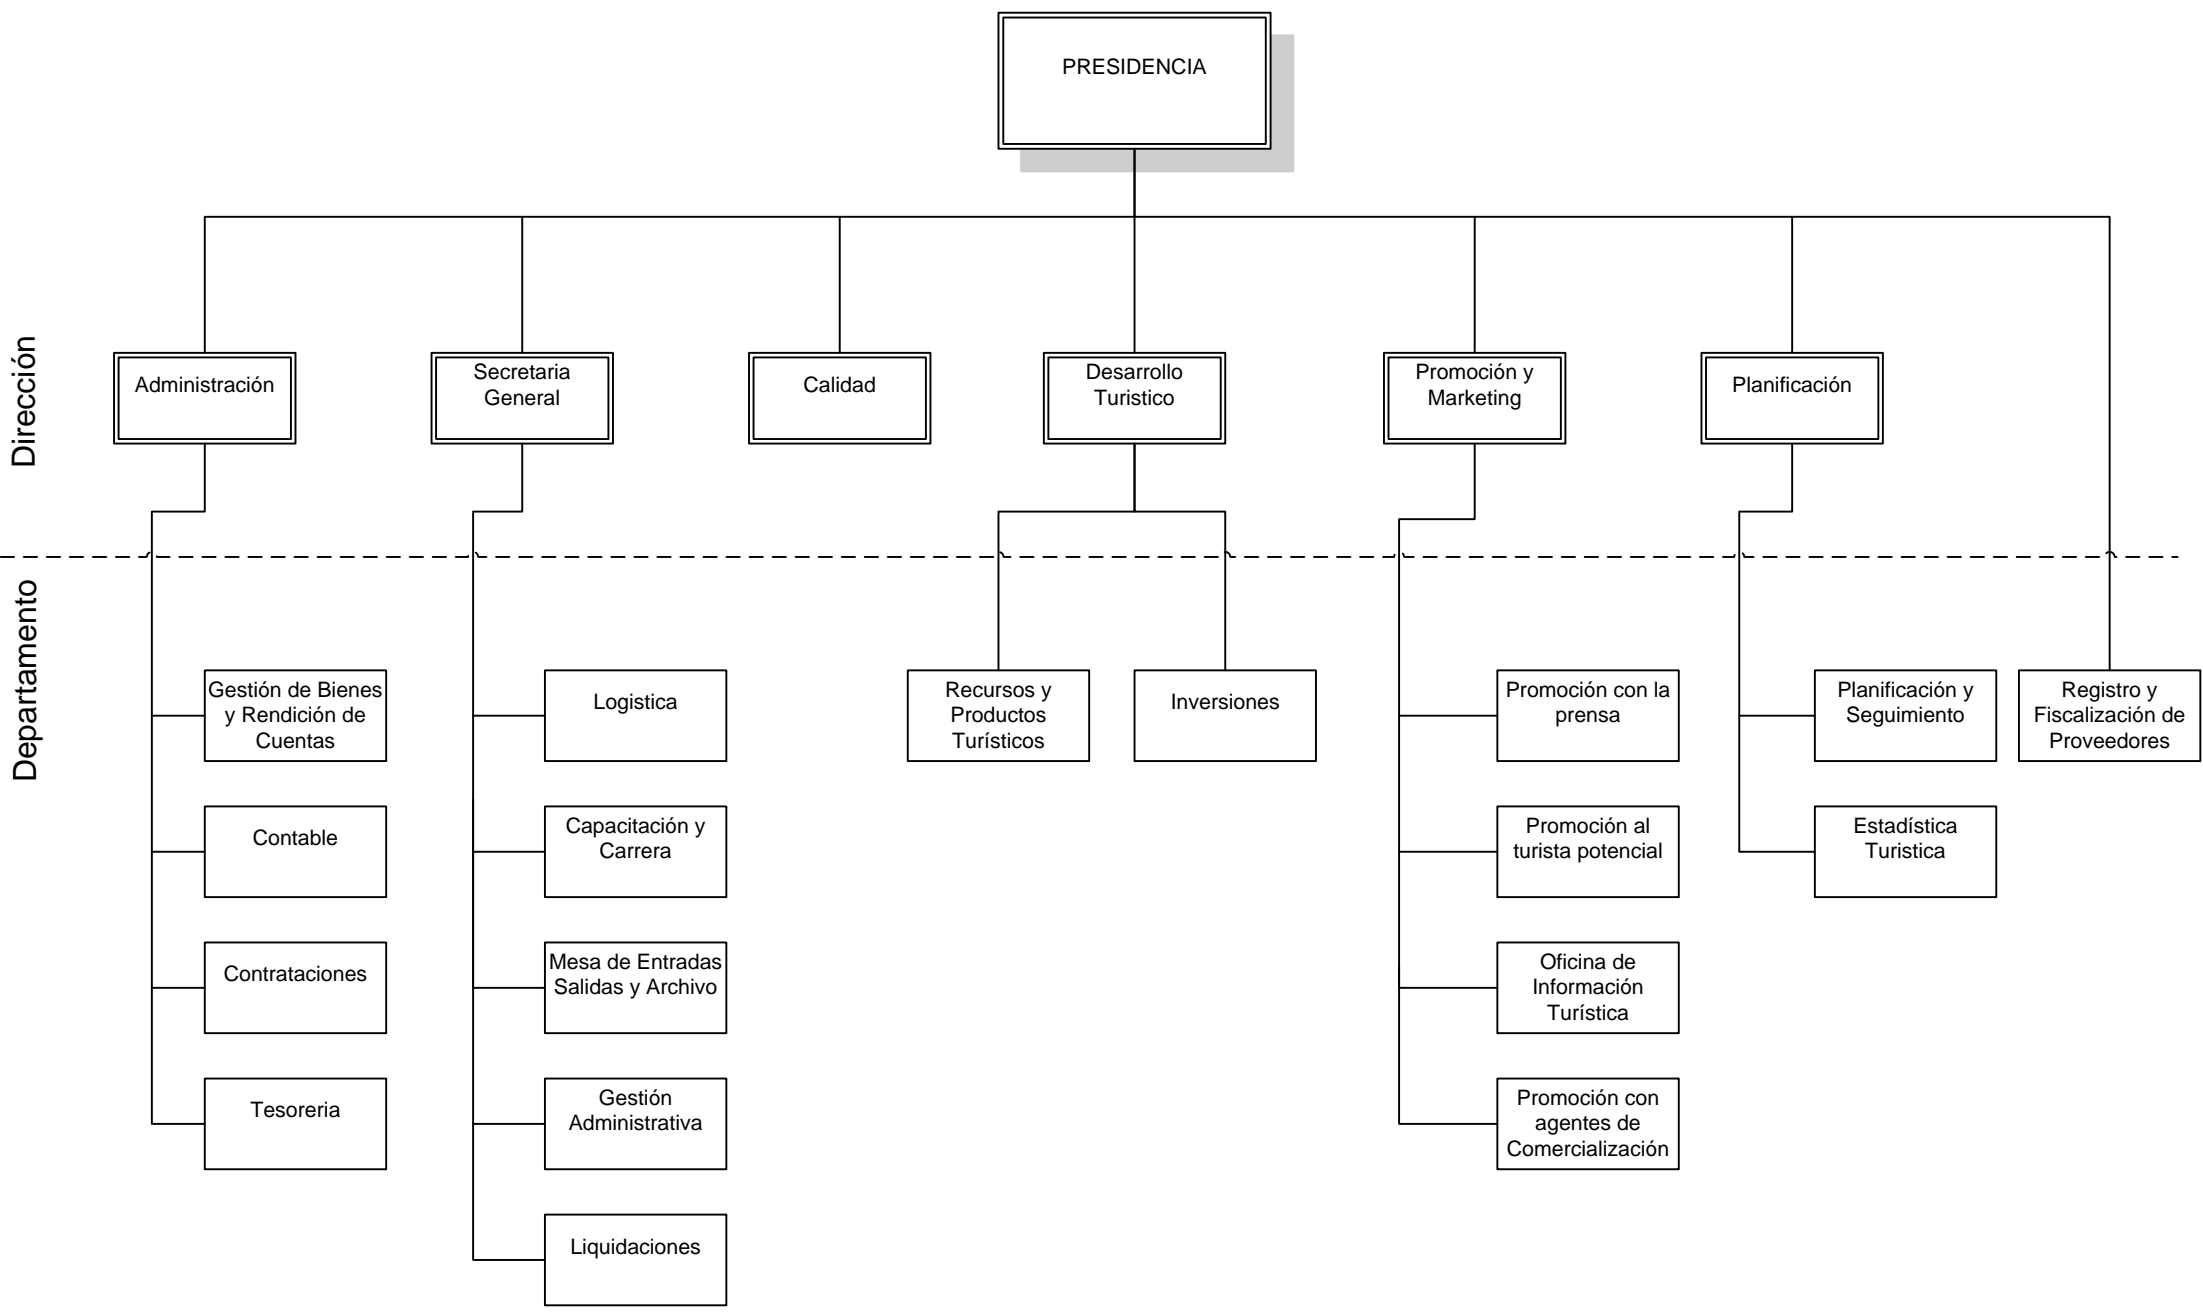 PRESIDENCIA
Dirección
Administración
Secretaria
General
Calidad
Desarrollo
Turistico
Promoción y
Marketing
Planificación
Departamento
Gestión de Bienes
y Rendición de
Cuentas
Logistica
Recursos y
Productos
Turísticos
Inversiones
Promoción con la
prensa
Planificación y
Seguimiento
Registro y
Fiscalización de
Proveedores
Contable
Capacitación y
Carrera
Promoción al
turista potencial
Estadística
Turistica
Contrataciones
Mesa de Entradas
Salidas y Archivo
Oficina de
Información
Turística
Tesoreria
Gestión
Administrativa
Promoción con
agentes de
Comercialización
Liquidaciones